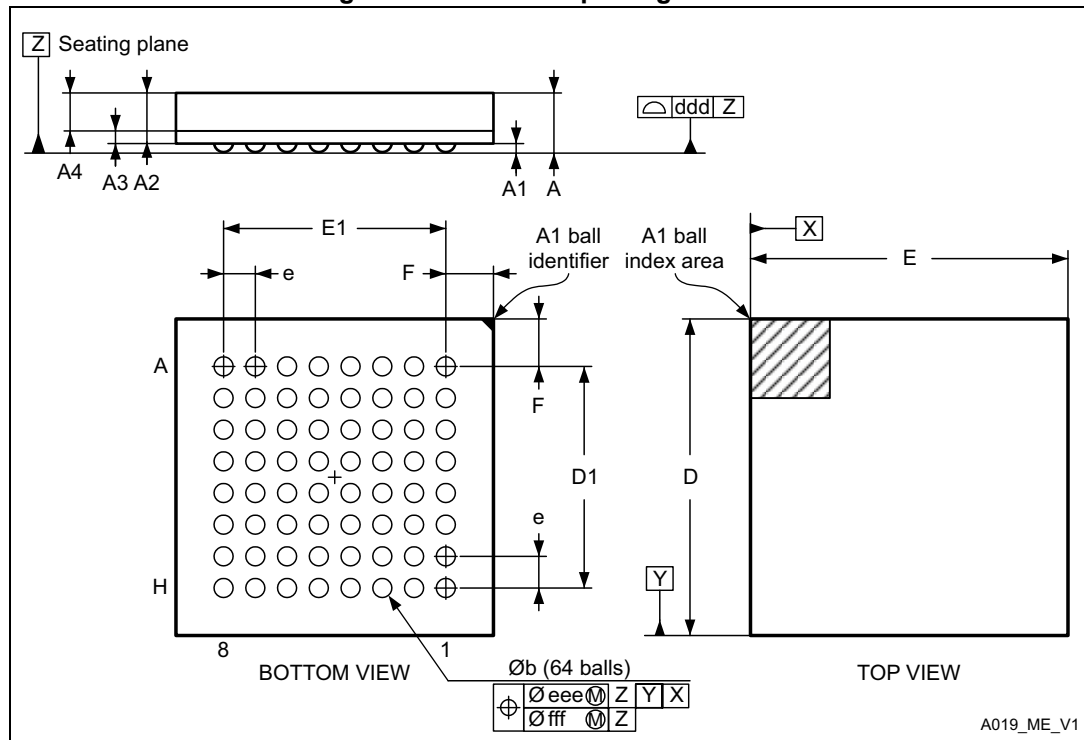 Z Seating plane
ddd Z
A4
A3 A2
A1 A
E1
A1 ball
identifier
A1 ball
index area
X
E
e
F
A
F
D1
D
e
H
Y
8
1
BOTTOM VIEW
Øb (64 balls)
TOP VIEW
Ø eee Ⓜ Z Y X
Ø fff Ⓜ Z
A019_ME_V1